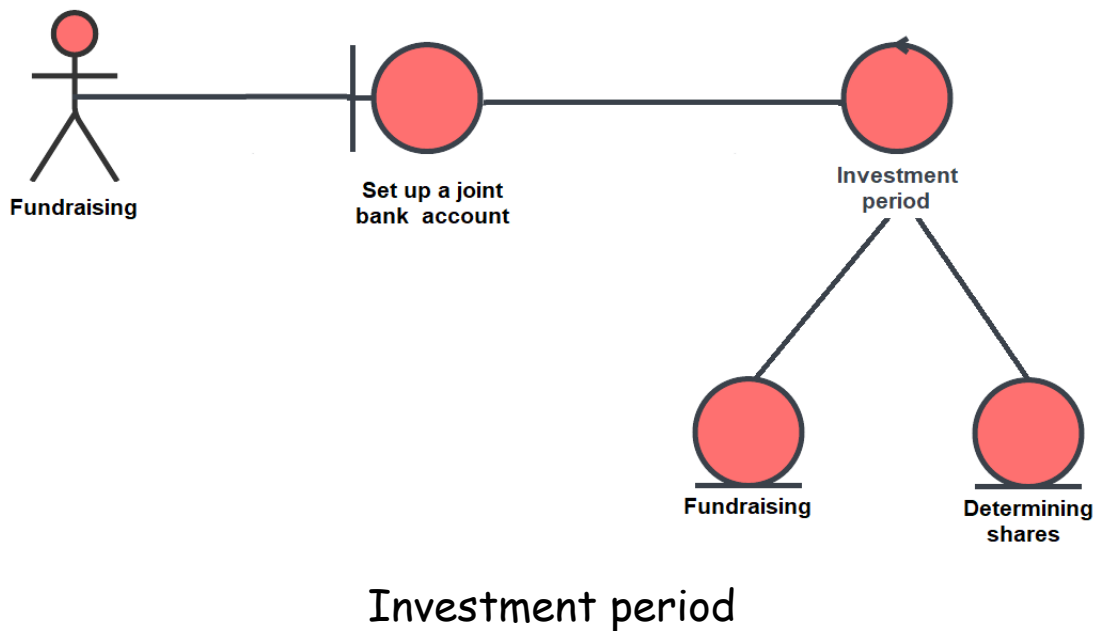 Fundraising
Set up a joint
bank account
Investment
period
Fundraising
Determining
shares
Investment period